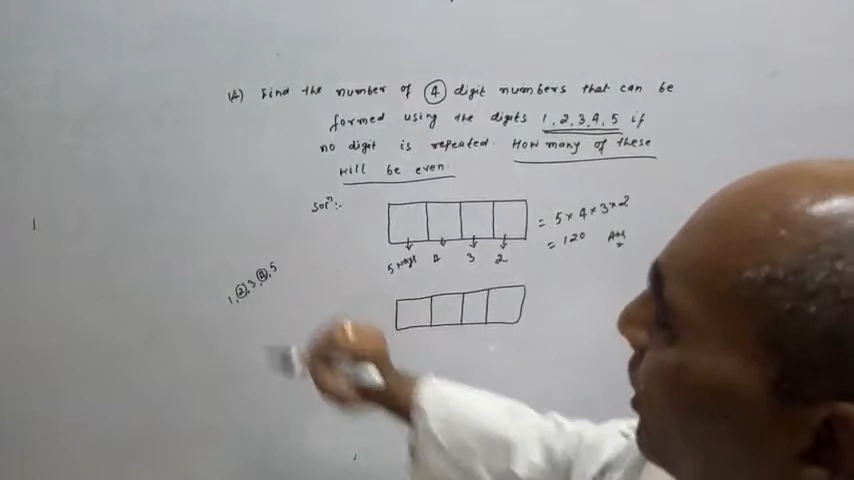 (A) Find the number of 4 digit numbers that can be
formed using the digits 1, 2, 3, 4, 5 if
no digit is repeated. How many of these
will be even
Solⁿ:-
= 5 × 4 × 3 × 2
= 120 Ans
5 ways 4 3 2
1, 2, 3, 4, 5